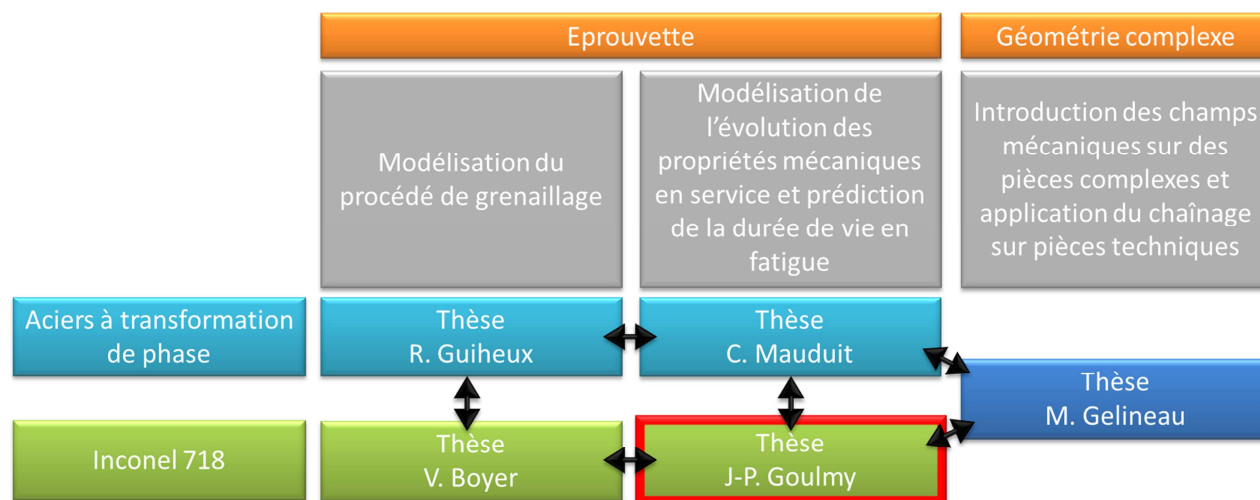 Eprouvette
Géométrie complexe
Modélisation du
procédé de grenaillage
Modélisation de
l'évolution des
propriétés mécaniques
en service et prédiction
de la durée de vie en
fatigue
Introduction des champs
mécaniques sur des
pièces complexes et
application du chaînage
sur pièces techniques
Aciers à transformation
de phase
Thèse
R. Guiheux
Thèse
C. Mauduit
Thèse
M. Gelineau
Inconel 718
Thèse
V. Boyer
Thèse
J-P. Goulmy